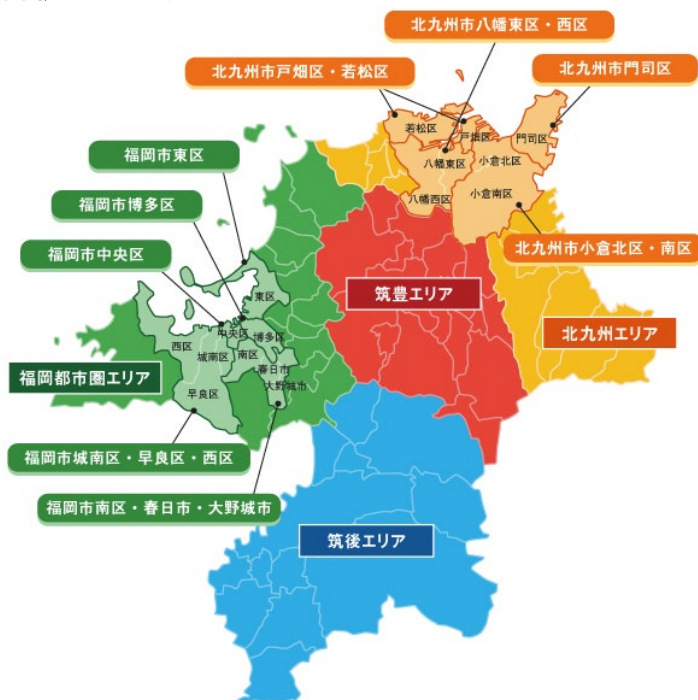 北九州市八幡東区・西区
北九州市戸畑区・若松区
北九州市門司区
若松区
戸畑区
門司区
八幡東区
小倉北区
八幡西区
小倉南区
福岡市東区
福岡市博多区
福岡市中央区
北九州市小倉北区・南区
東区
筑豊エリア
北九州エリア
中央区
博多区
西区
城南区
南区
春日市
大野城市
福岡都市圏エリア
早良区
福岡市城南区・早良区・西区
福岡市南区・春日市・大野城市
筑後エリア